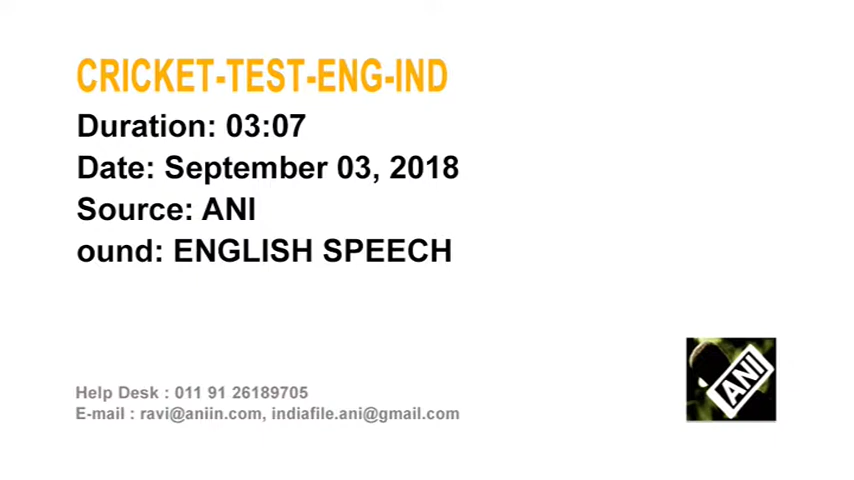 CRICKET-TEST-ENG-IND
Duration: 03:07
Date: September 03, 2018
Source: ANI
ound: ENGLISH SPEECH
Help Desk : 011 91 26189705
E-mail : ravi@aniin.com, indiafile.ani@gmail.com
ANI